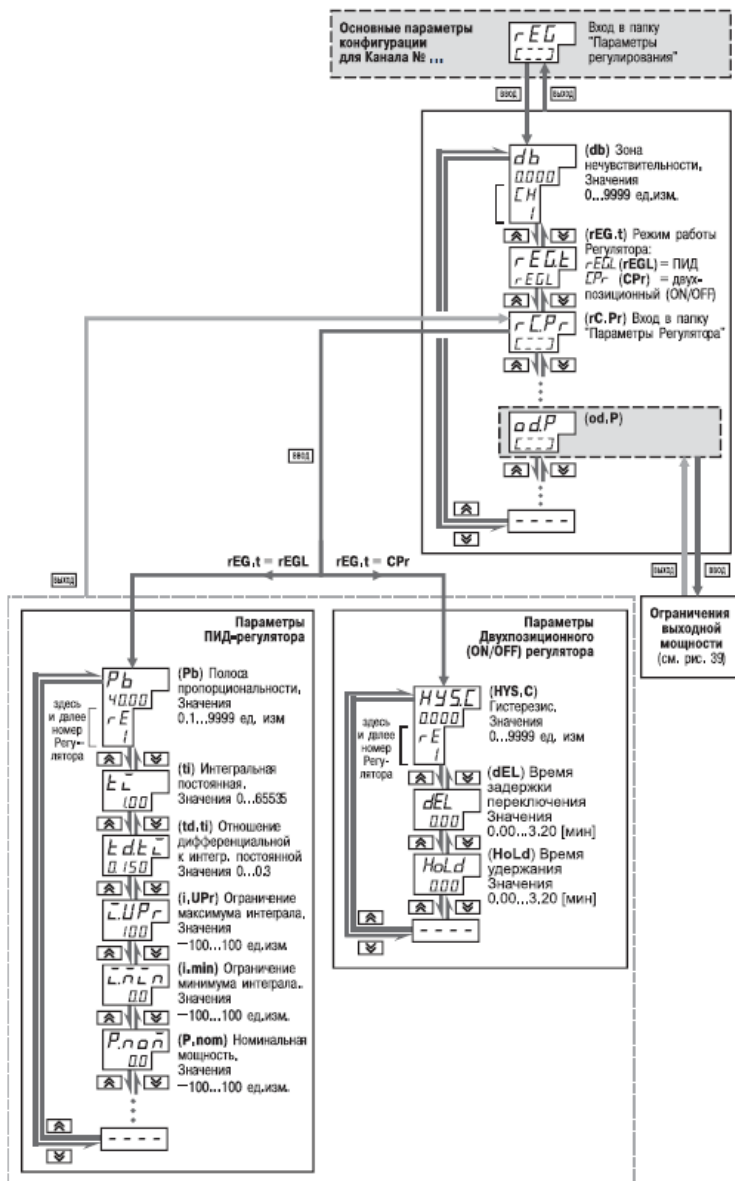 Основные параметры
конфигурации
для Канала № ...
rEG
[---]
Вход в папку
"Параметры
регулирования"
ввод
выход
db
0.000
CH
1
(db) Зона
нечувствительности,
Значения
0...9999 ед.изм.
(rEG.t) Режим работы
Регулятора:
rEGL (rEGL) = ПИД
CPr (CPr) = двух-
позиционный (ON/OFF)
rEG.t
rEGL
rC.Pr
[---]
(rC.Pr) Вход в папку
"Параметры Регулятора"
od.P
[---]
(od.P)
ввод
- - - -
rEG.t = rEGL
rEG.t = CPr
выход
выход
ввод
Ограничения
выходной
мощности
(см. рис. 39)
Параметры
ПИД-регулятора
Pb
40.00
rE
1
здесь
и далее
номер
Регу-
лятора
(Pb) Полоса
пропорциональности,
Значения
0.1...9999 ед. изм
ti
1.00
(ti) Интегральная
постоянная.
Значения 0...65535
td.ti
0.150
(td.ti) Отношение
дифференциальной
к интегр. постоянной
Значения 0...0.3
i.UPr
100
(i.UPr) Ограничение
максимума интеграла,
Значения
−100...100 ед.изм
i.min
0.0
(i.min) Ограничение
минимума интеграла..
Значения
−100...100 ед.изм.
P.nom
0.0
(P.nom) Номинальная
мощность,
Значения
−100...100 ед.изм.
- - - -
Параметры
Двухпозиционного
(ON/OFF) регулятора
HYS.C
0.000
rE
1
здесь
и далее
номер
Регу-
лятора
(HYS,C)
Гистерезис,
Значения
0...9999 ед. изм
dEL
0.00
(dEL) Время
задержки
переключения
Значения
0.00...3.20 [мин]
HoLd
0.00
(HoLd) Время
удержания
Значения
0,00...3,20 [мин]
- - - -